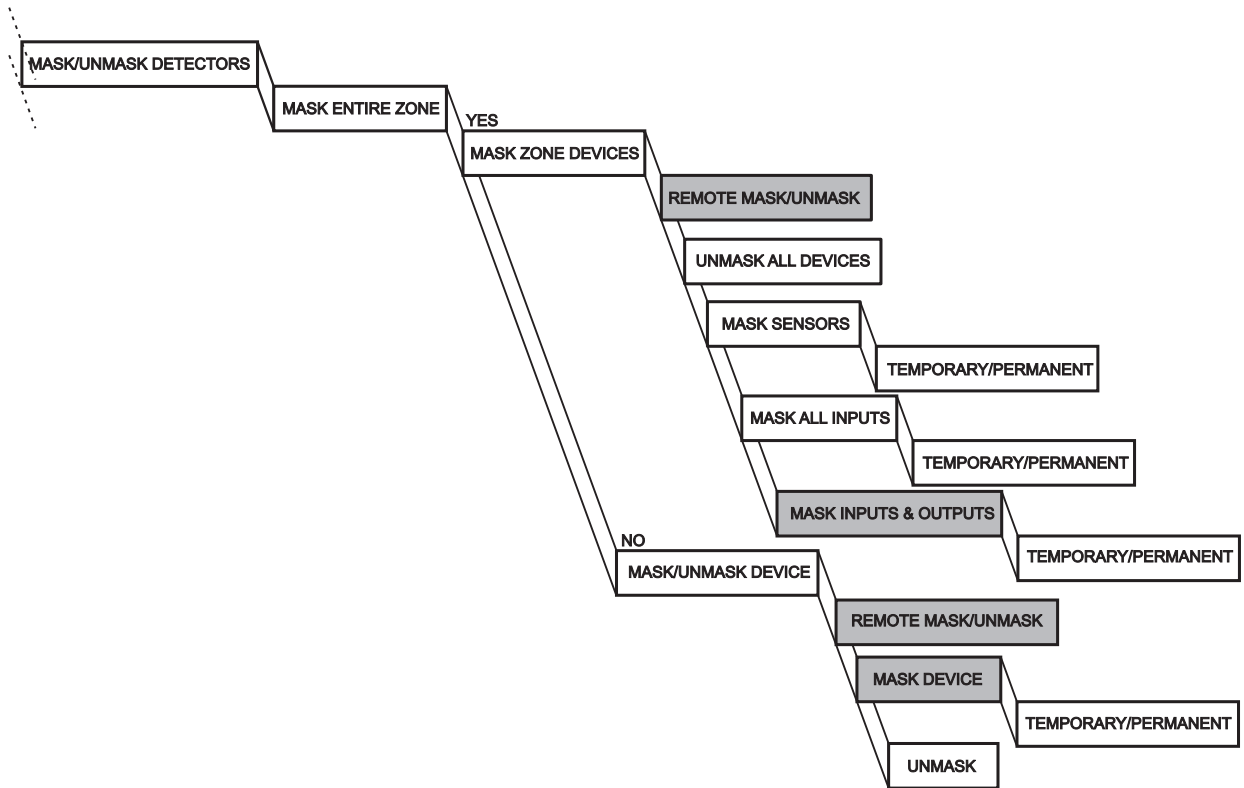 MASK/UNMASK DETECTORS
MASK ENTIRE ZONE
YES
MASK ZONE DEVICES
REMOTE MASK/UNMASK
UNMASK ALL DEVICES
MASK SENSORS
TEMPORARY/PERMANENT
MASK ALL INPUTS
TEMPORARY/PERMANENT
MASK INPUTS & OUTPUTS
TEMPORARY/PERMANENT
NO
MASK/UNMASK DEVICE
REMOTE MASK/UNMASK
MASK DEVICE
TEMPORARY/PERMANENT
UNMASK